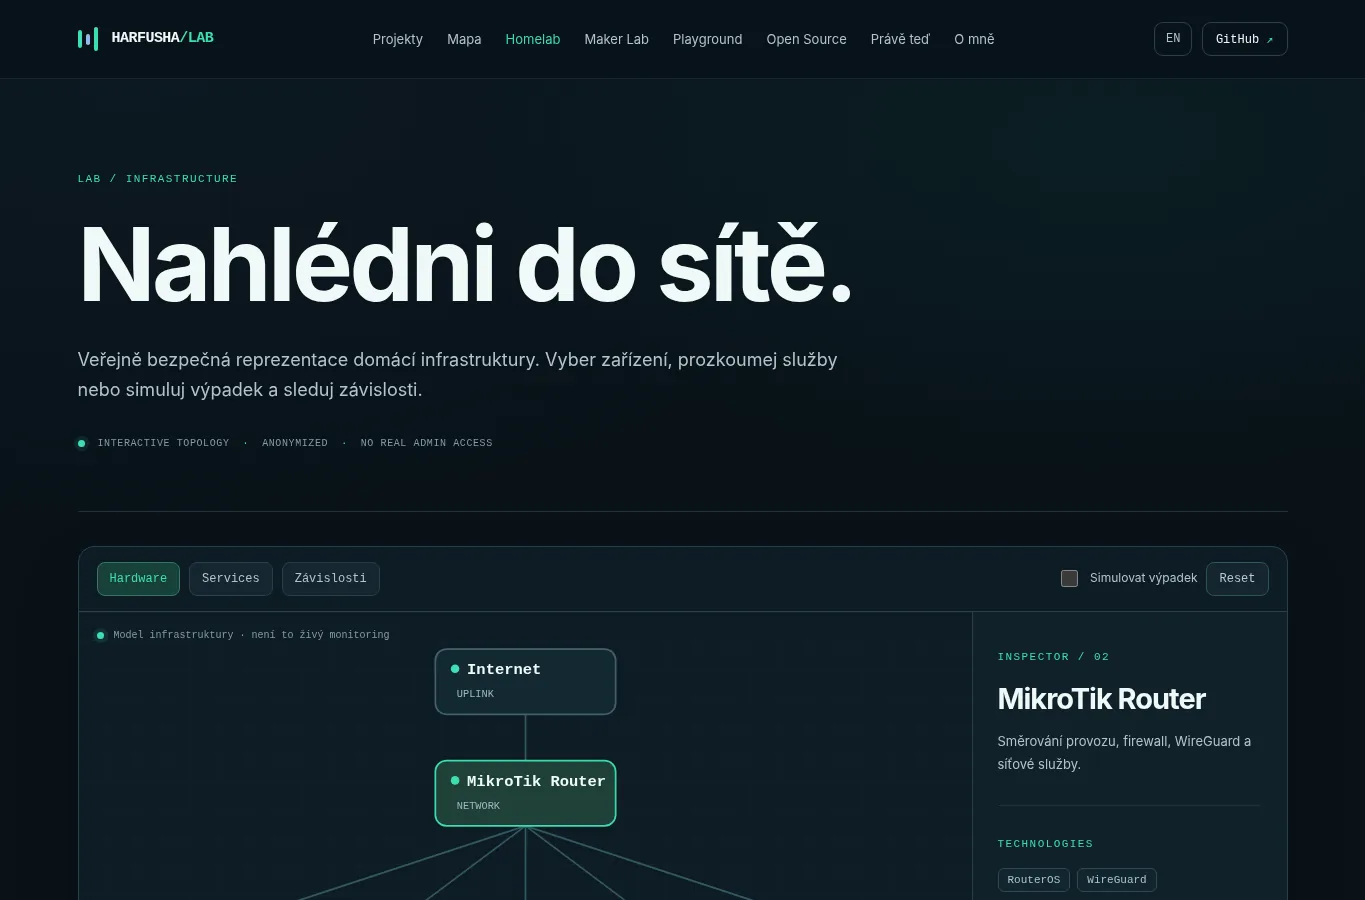 HARFUSHA/LAB
Projekty Mapa Homelab Maker Lab Playground Open Source Právě teď O mně
EN GitHub ↗
LAB / INFRASTRUCTURE
Nahlédni do sítě.
Veřejně bezpečná reprezentace domácí infrastruktury. Vyber zařízení, prozkoumej služby
nebo simuluj výpadek a sleduj závislosti.
INTERACTIVE TOPOLOGY · ANONYMIZED · NO REAL ADMIN ACCESS
Hardware Services Závislosti
Simulovat výpadek Reset
Model infrastruktury · není to živý monitoring
Internet
UPLINK
MikroTik Router
NETWORK
INSPECTOR / 02
MikroTik Router
Směrování provozu, firewall, WireGuard a
síťové služby.
TECHNOLOGIES
RouterOS WireGuard